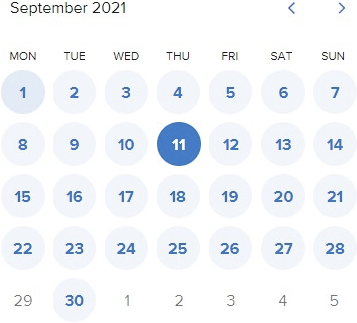 September 2021
MON TUE WED THU FRI SAT SUN
1 2 3 4 5 6 7
8 9 10 11 12 13 14
15 16 17 18 19 20 21
22 23 24 25 26 27 28
29 30 1 2 3 4 5